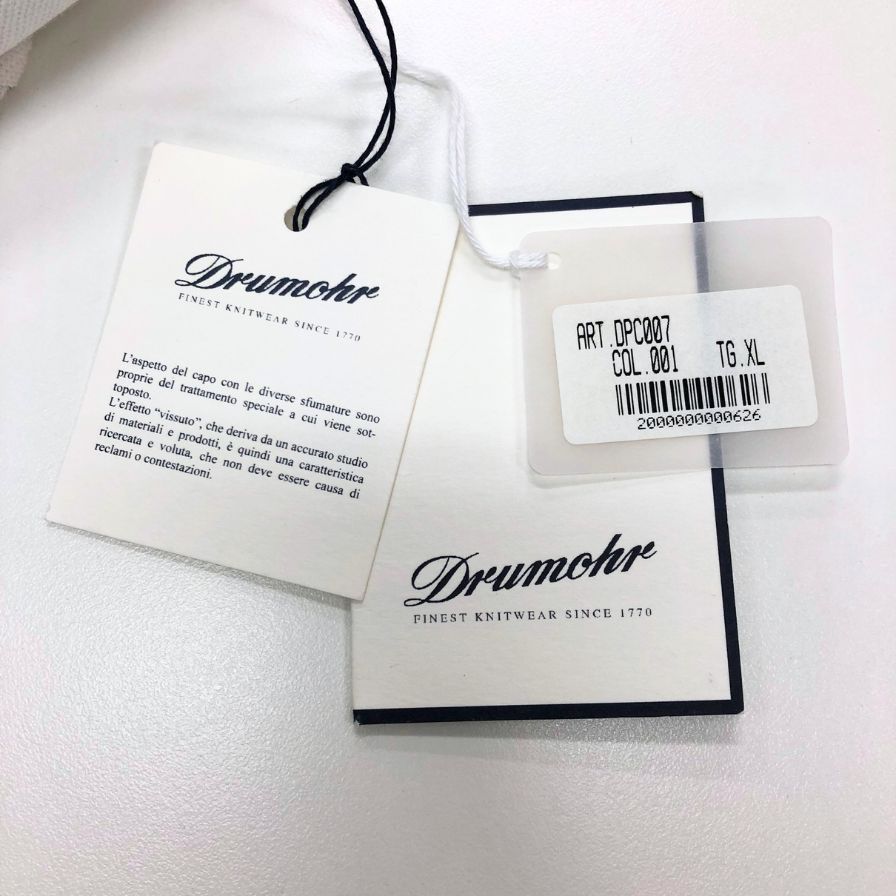 Drumohr
FINEST KNITWEAR SINCE 1770
L'aspetto del capo con le diverse sfumature sono
proprie del trattamento speciale a cui viene sot-
toposto.
L'effetto "vissuto", che deriva da un accurato studio
di materiali e prodotti, è quindi una caratteristica
ricercata e voluta, che non deve essere causa di
reclami o contestazioni.
ART.DPC007
COL.001 TG.XL
2000000000626
Drumohr
FINEST KNITWEAR SINCE 1770